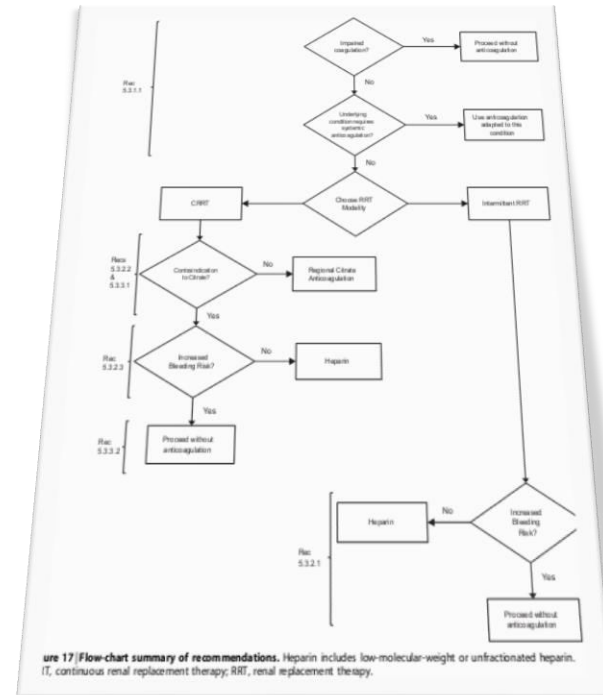 Impaired
coagulation?
Yes
Proceed without
anticoagulation
No
Rec
5.3.1.1
Underlying
condition requires
systemic
anticoagulation?
Yes
Use anticoagulation
adapted to this
condition
No
CRRT
Choose RRT
Modality
Intermittent RRT
Recs
5.3.2.2
&
5.3.3.1
Contraindication
to Citrate?
No
Regional Citrate
Anticoagulation
Yes
Rec
5.3.2.3
Increased
Bleeding Risk?
No
Heparin
Yes
Rec
5.3.3.2
Proceed without
anticoagulation
Rec
5.3.2.1
Heparin
No
Increased
Bleeding
Risk?
Yes
Proceed without
anticoagulation
ure 17 | Flow-chart summary of recommendations. Heparin includes low-molecular-weight or unfractionated heparin.
T, continuous renal replacement therapy; RRT, renal replacement therapy.